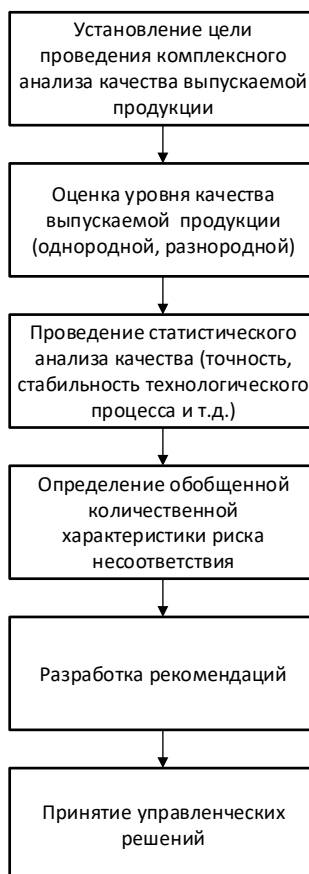 Установление цели
проведения комплексного
анализа качества выпускаемой
продукции
Оценка уровня качества
выпускаемой продукции
(однородной, разнородной)
Проведение статистического
анализа качества (точность,
стабильность технологического
процесса и т.д.)
Определение обобщенной
количественной
характеристики риска
несоответствия
Разработка рекомендаций
Принятие управленческих
решений